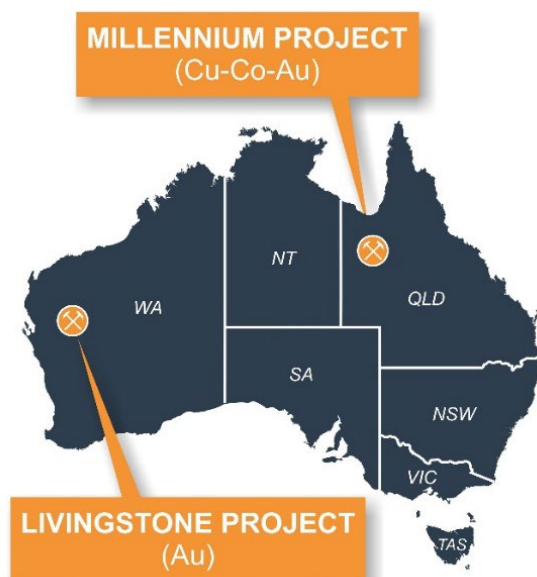 MILLENNIUM PROJECT
(Cu-Co-Au)
NT
WA
QLD
SA
NSW
VIC
LIVINGSTONE PROJECT
(Au)
TAS